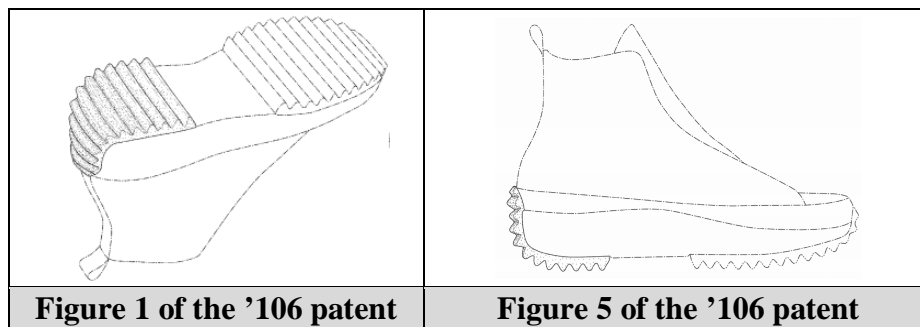 Figure 1 of the ’106 patent
Figure 5 of the ’106 patent